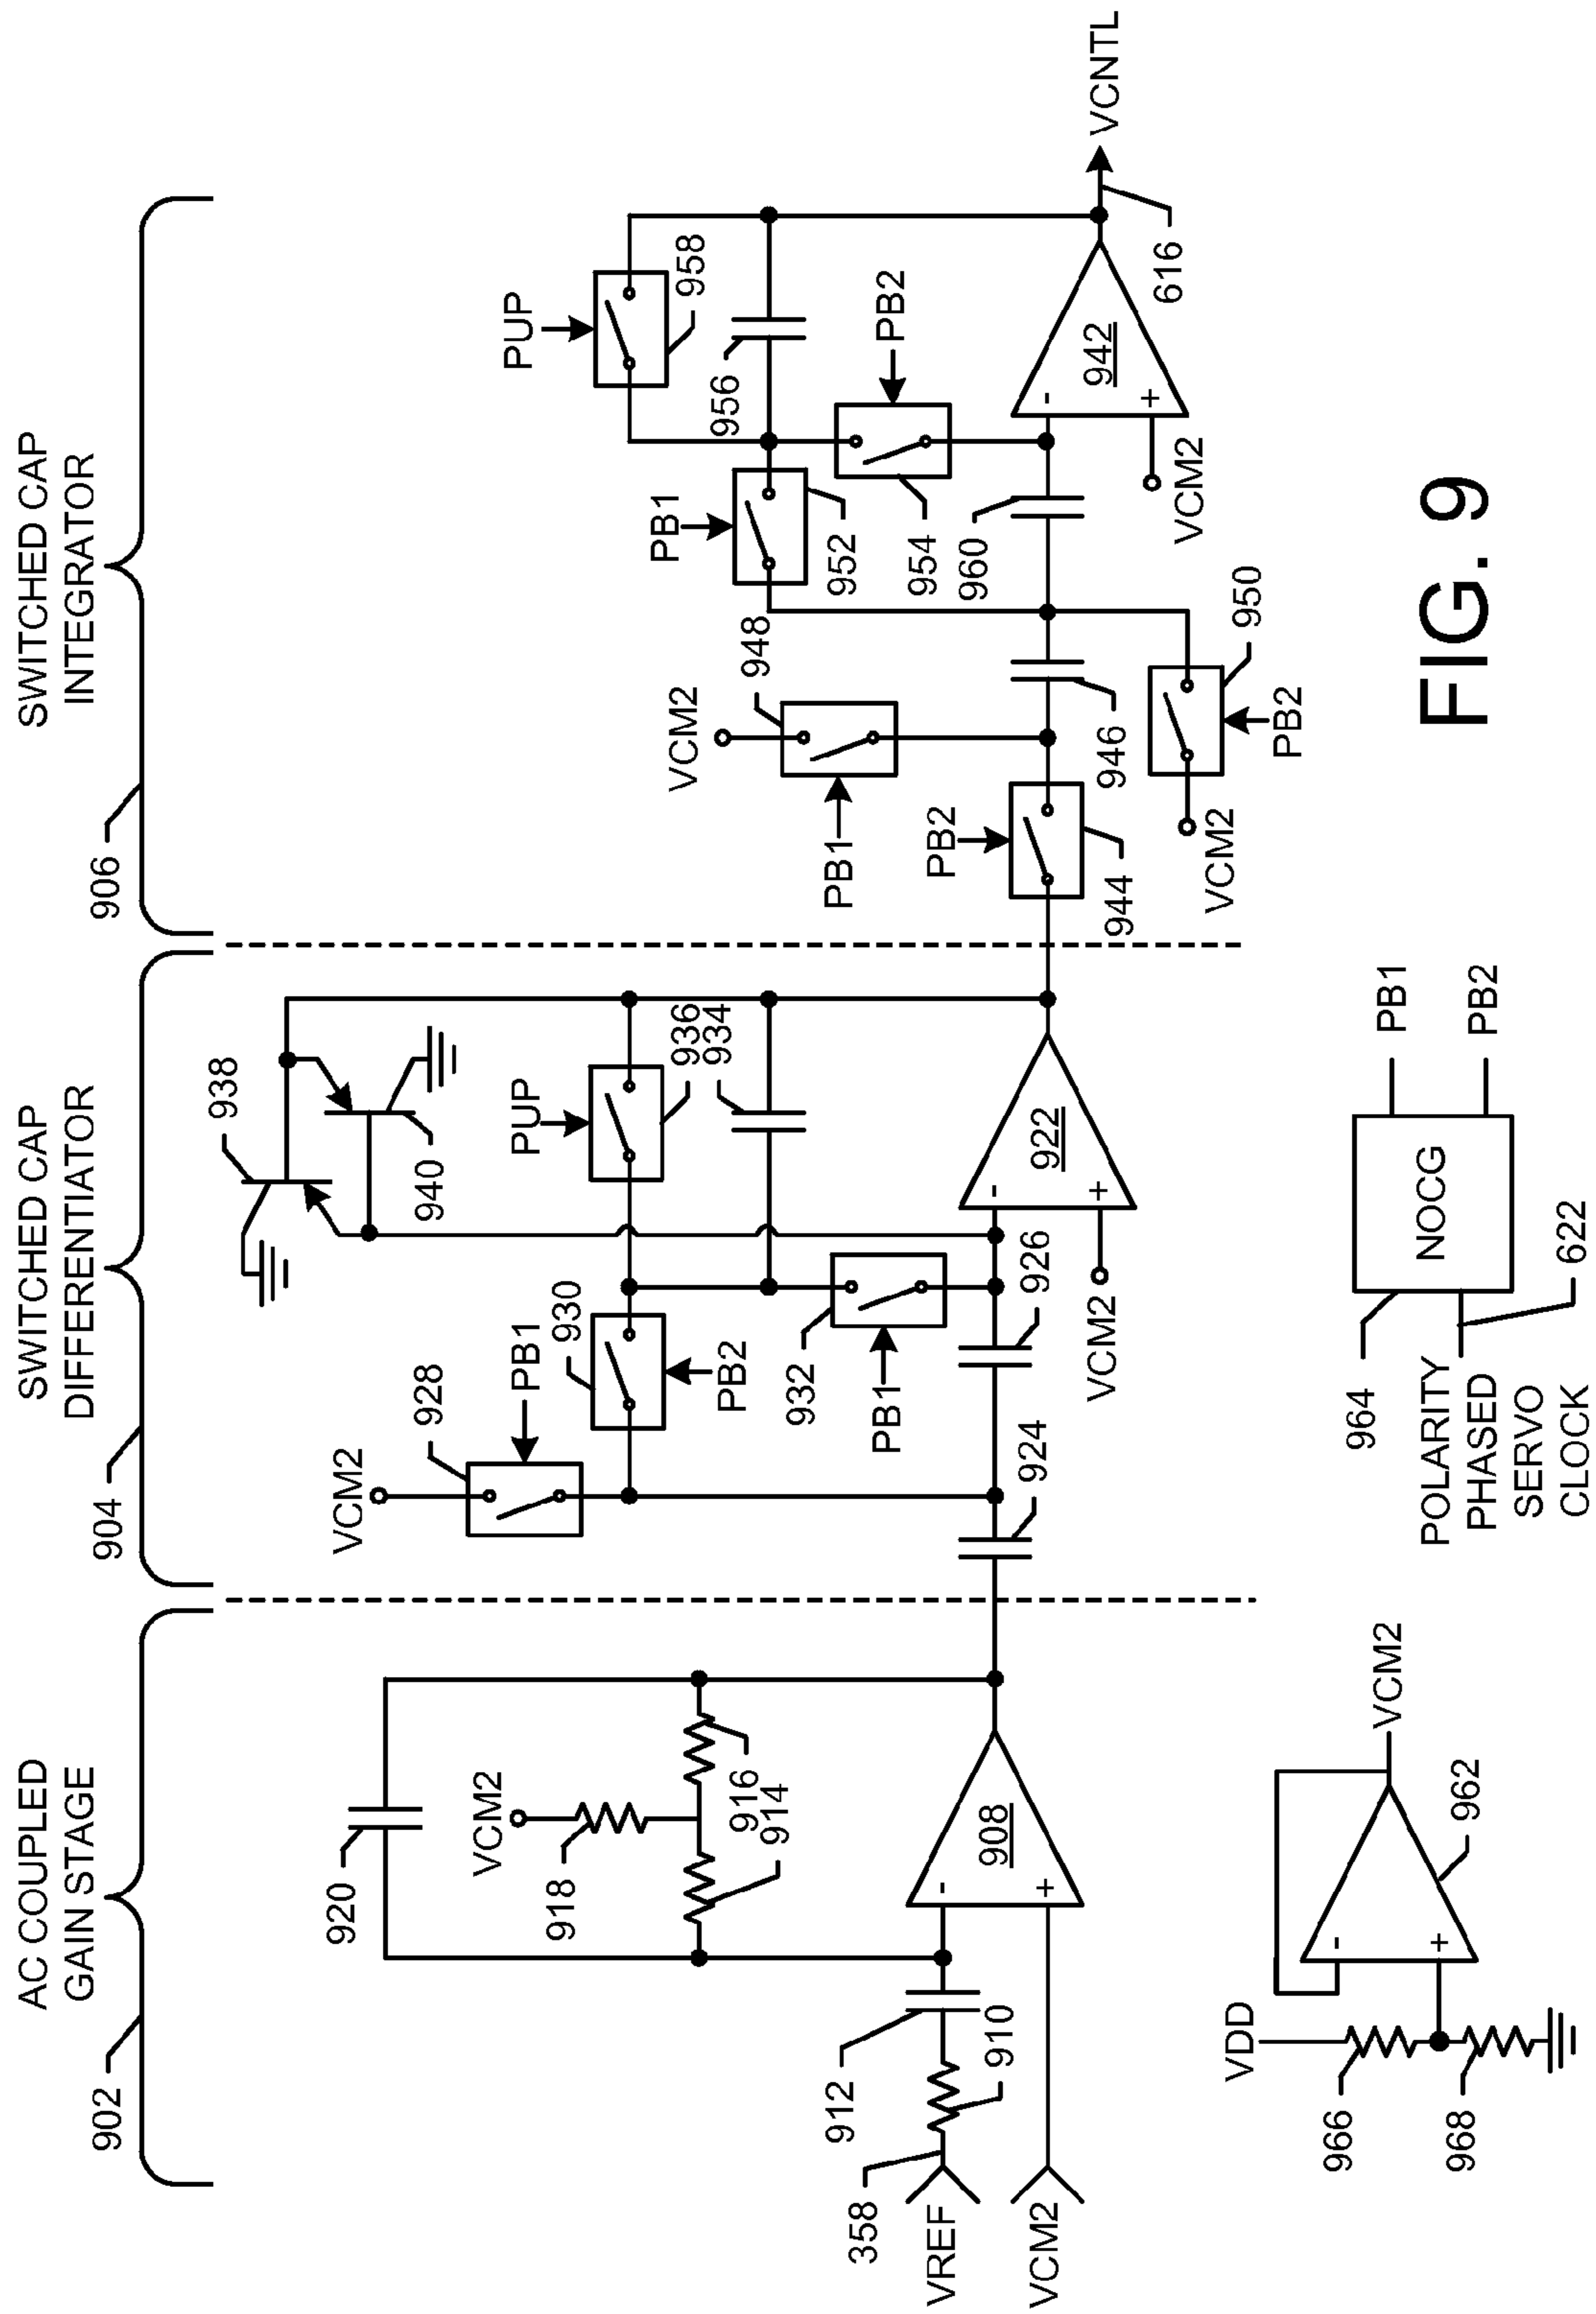 902
AC COUPLED
GAIN STAGE
904
SWITCHED CAP
DIFFERENTIATOR
906
SWITCHED CAP
INTEGRATOR
920
VCM2
918
916
914
908
-
+
912
910
358
VREF
VCM2
938
940
VCM2
928
PB1
930
PB2
PUP
936
934
932
PB1
922
-
+
924
926
VCM2
PUP
958
956
PB1
952
PB2
954
VCM2
948
PB1
PB2
944
946
960
942
-
+
VCM2
VCM2
950
PB2
616
VCNTL
VDD
966
968
-
+
962
VCM2
964
NOCG
PB1
PB2
622
POLARITY
PHASED
SERVO
CLOCK
FIG. 9